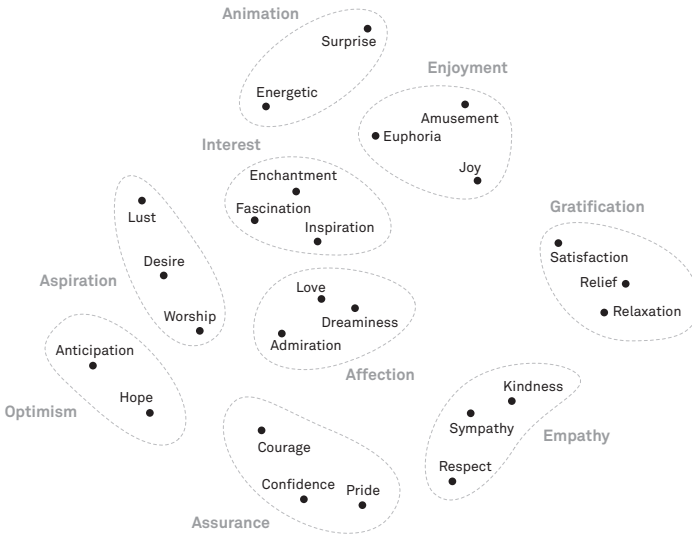 Animation
Surprise
Energetic
Enjoyment
Amusement
Euphoria
Joy
Interest
Enchantment
Fascination
Inspiration
Lust
Desire
Worship
Aspiration
Gratification
Satisfaction
Relief
Relaxation
Love
Dreaminess
Admiration
Affection
Anticipation
Hope
Optimism
Kindness
Sympathy
Respect
Empathy
Courage
Confidence
Pride
Assurance